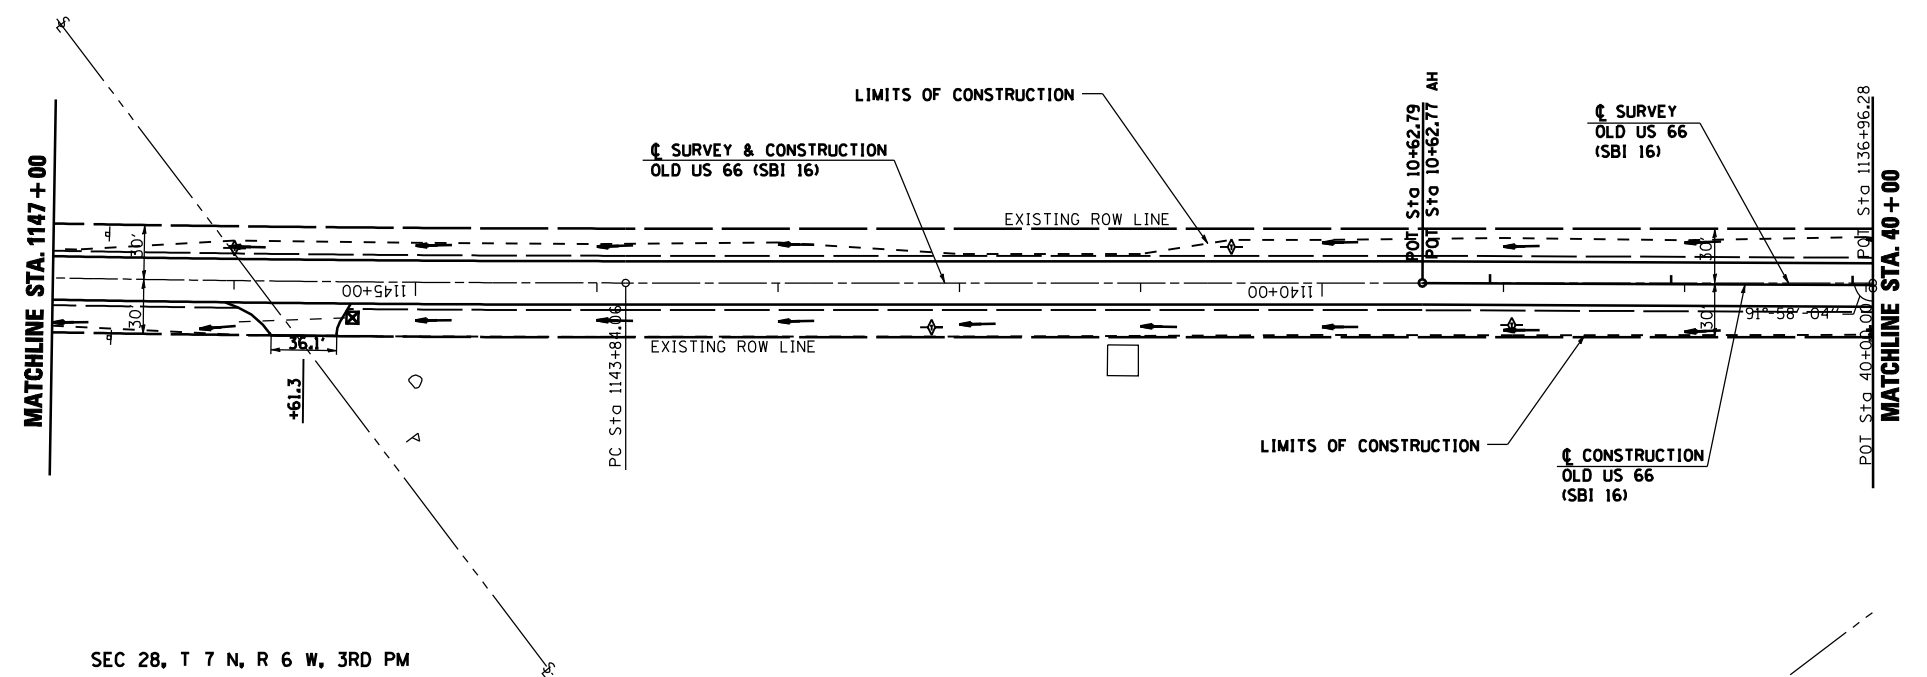 LIMITS OF CONSTRUCTION
℄ SURVEY & CONSTRUCTION
OLD US 66 (SBI 16)
POT Sta 10+62.79
POT Sta 10+62.77 AH
℄ SURVEY
OLD US 66
(SBI 16)
POT Sta 1136+96.28
MATCHLINE STA. 1147+00
MATCHLINE STA. 40+00
EXISTING ROW LINE
30'
30'
30'
30'
1145+00
1140+00
91°-58'-04"
36.1'
+61.3
PC Sta 1143+84.06
EXISTING ROW LINE
POT Sta 40+00.00
LIMITS OF CONSTRUCTION
℄ CONSTRUCTION
OLD US 66
(SBI 16)
SEC 28, T 7 N, R 6 W, 3RD PM